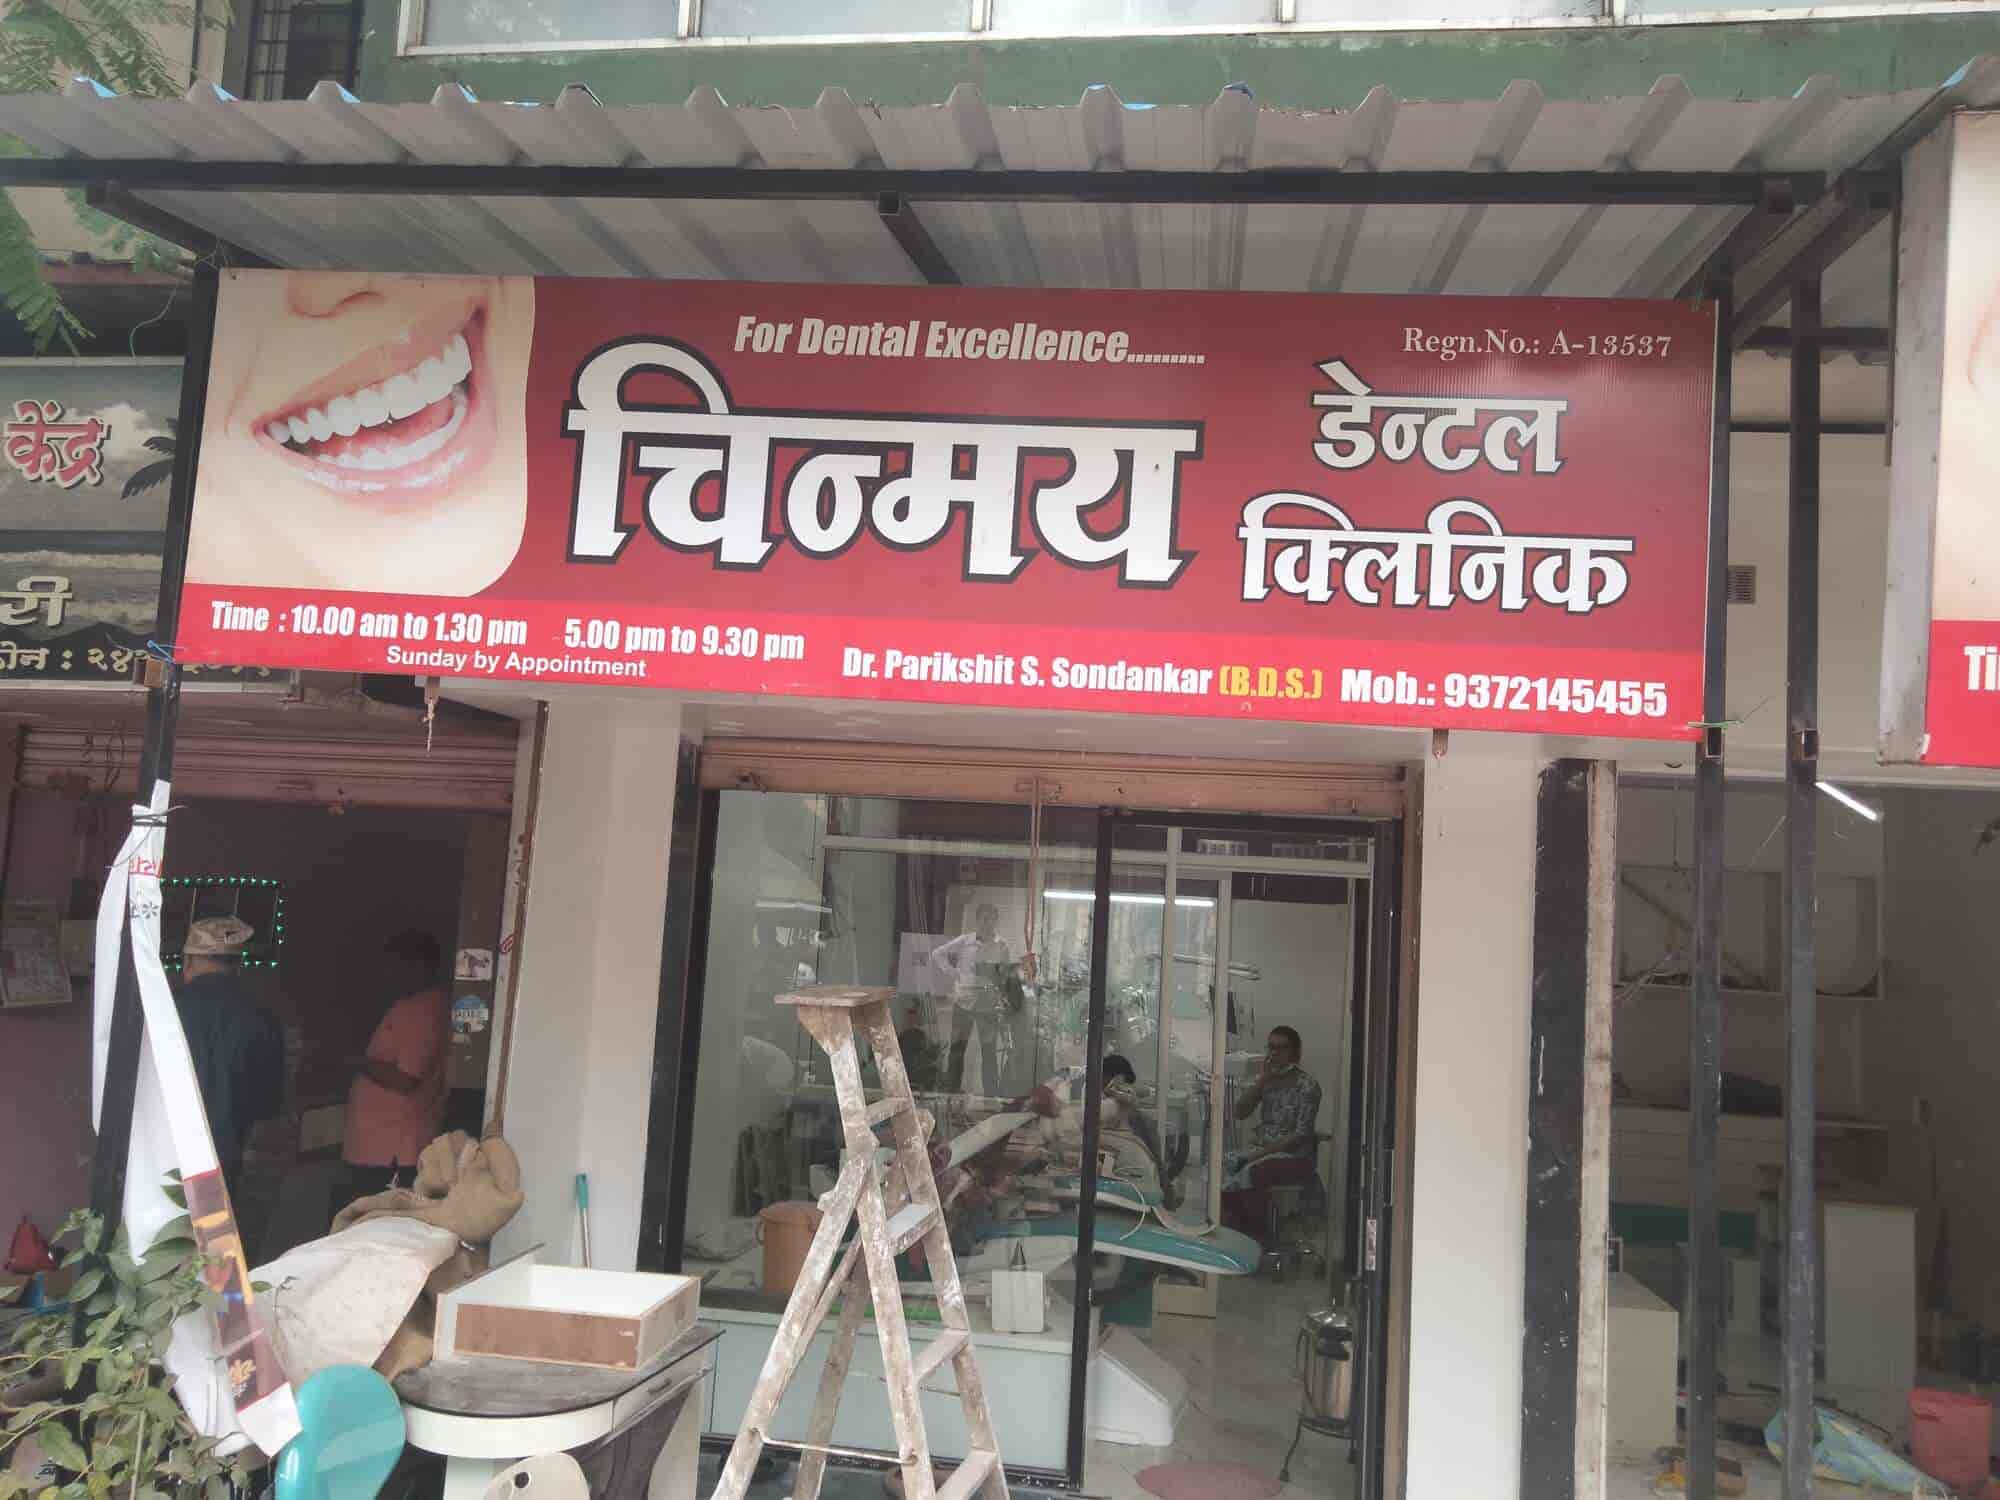 For Dental Excellence.........
Regn.No.: A-13537
चिन्मय
डेन्टल
क्लिनिक
Time : 10.00 am to 1.30 pm 5.00 pm to 9.30 pm
Sunday by Appointment
Dr. Parikshit S. Sondankar (B.D.S.) Mob.: 9372145455
केंद्र
री
Ti